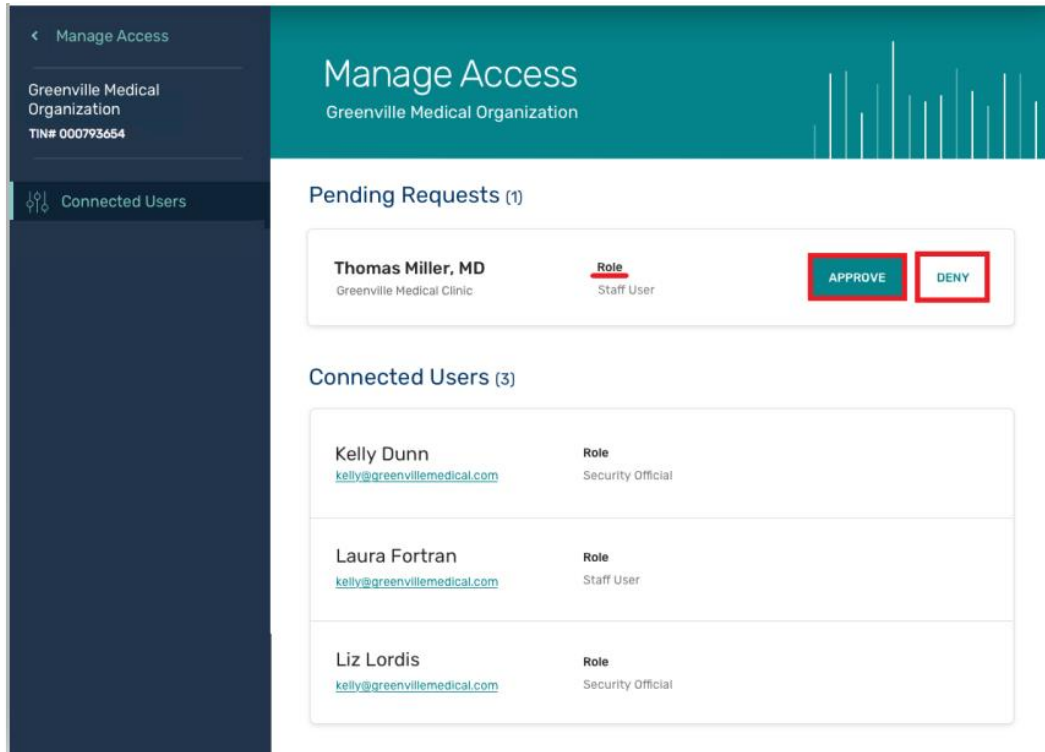 Manage Access
Greenville Medical
Organization
TIN# 000793654
Connected Users
Manage Access
Greenville Medical Organization
Pending Requests (1)
Thomas Miller, MD
Greenville Medical Clinic
Role
Staff User
APPROVE
DENY
Connected Users (3)
Kelly Dunn
kelly@greenvillemedical.com
Role
Security Official
Laura Fortran
kelly@greenvillemedical.com
Role
Staff User
Liz Lordis
kelly@greenvillemedical.com
Role
Security Official